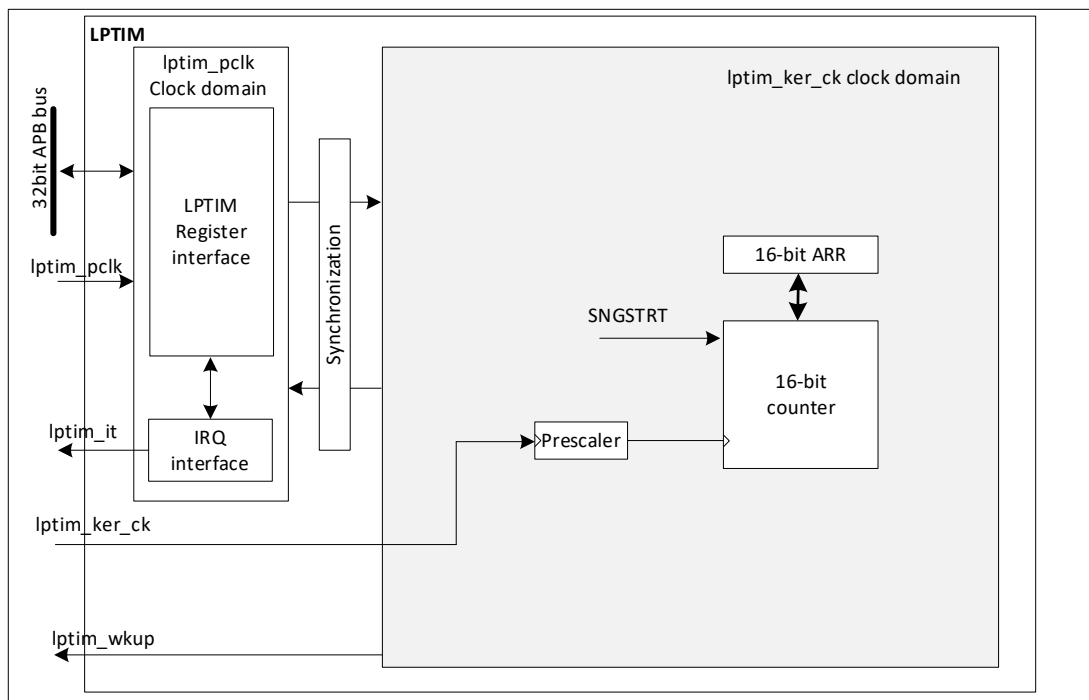 LPTIM
lptim_pclk
Clock domain
lptim_ker_ck clock domain
32bit APB bus
LPTIM
Register
interface
Synchronization
lptim_pclk
16-bit ARR
SNGSTRT
16-bit
counter
Prescaler
lptim_it
IRQ
interface
lptim_ker_ck
lptim_wkup